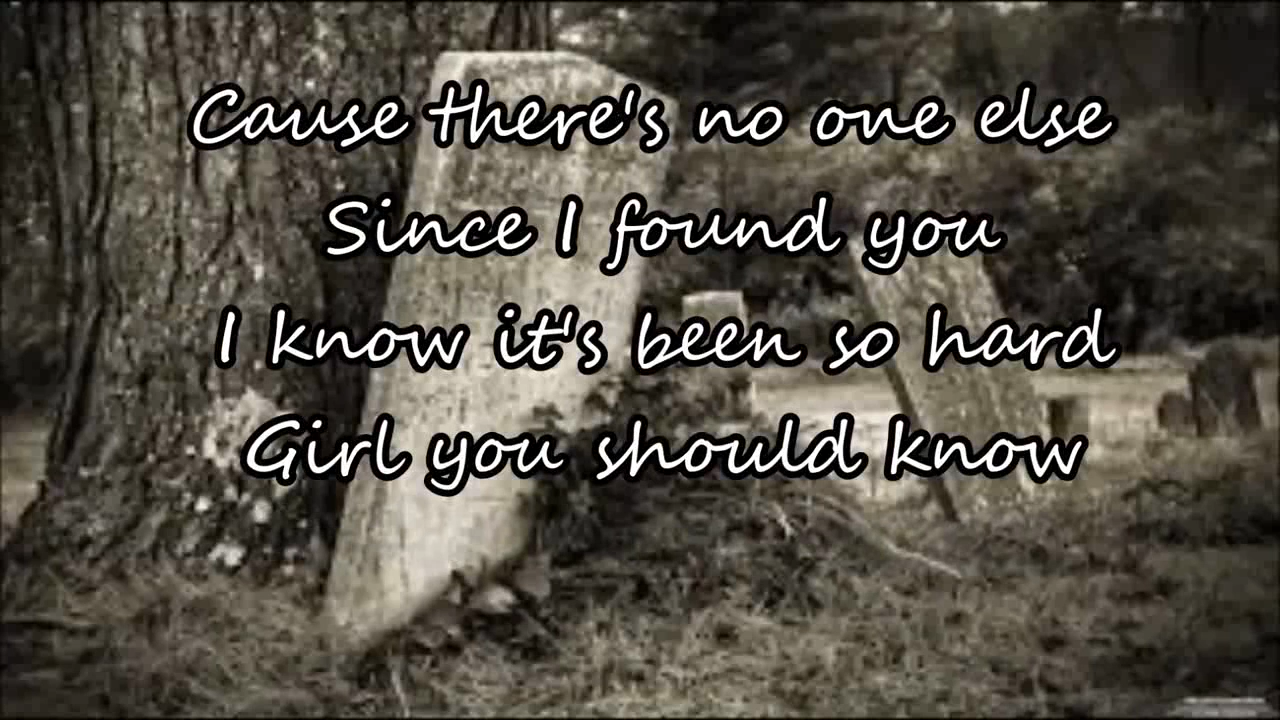 Cause there's no one else
Since I found you
I know it's been so hard
Girl you should know